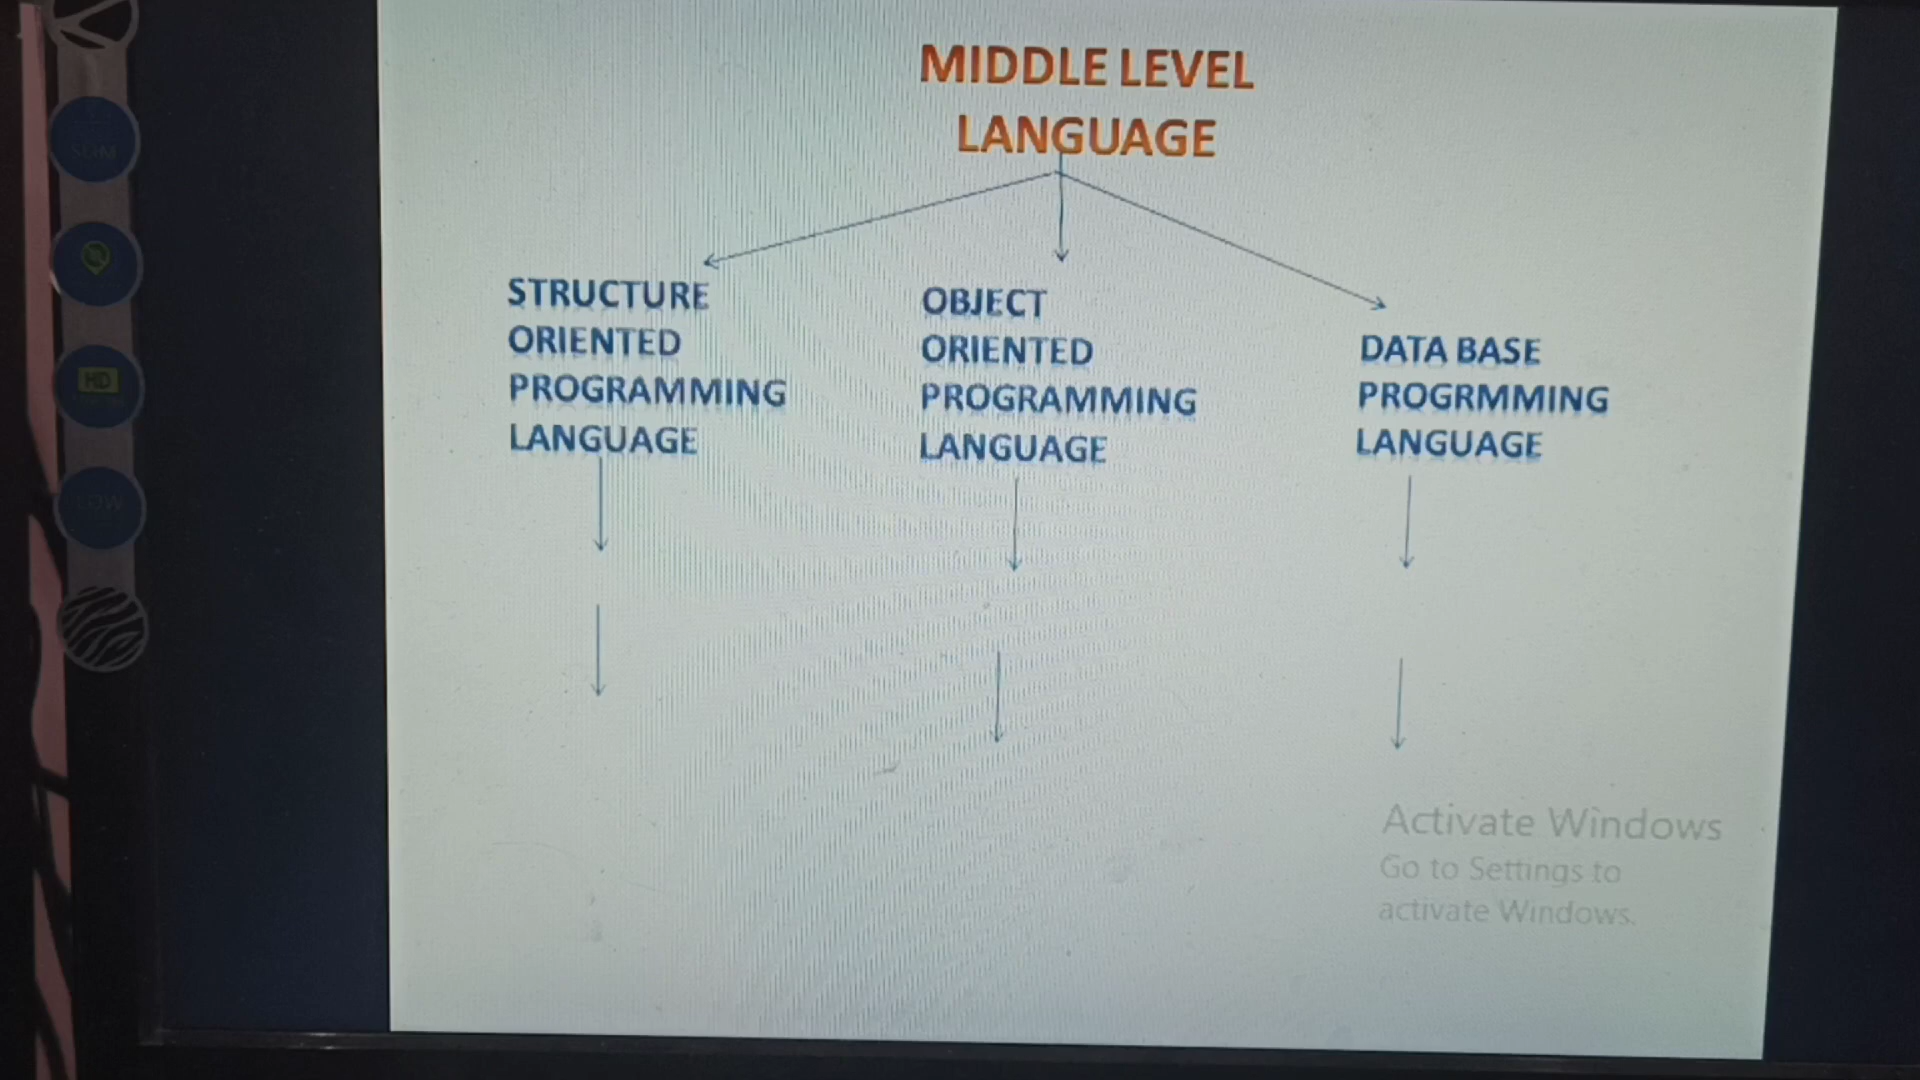 MIDDLE LEVEL
LANGUAGE
STRUCTURE
ORIENTED
PROGRAMMING
LANGUAGE
OBJECT
ORIENTED
PROGRAMMING
LANGUAGE
DATA BASE
PROGRMMING
LANGUAGE
Activate Windows
Go to Settings to
activate Windows.
HD